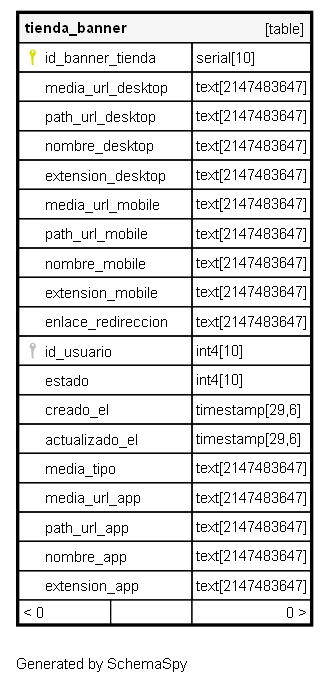 tienda_banner [table]
id_banner_tienda serial[10]
media_url_desktop text[2147483647]
path_url_desktop text[2147483647]
nombre_desktop text[2147483647]
extension_desktop text[2147483647]
media_url_mobile text[2147483647]
path_url_mobile text[2147483647]
nombre_mobile text[2147483647]
extension_mobile text[2147483647]
enlace_redireccion text[2147483647]
id_usuario int4[10]
estado int4[10]
creado_el timestamp[29,6]
actualizado_el timestamp[29,6]
media_tipo text[2147483647]
media_url_app text[2147483647]
path_url_app text[2147483647]
nombre_app text[2147483647]
extension_app text[2147483647]
< 0 0 >
Generated by SchemaSpy